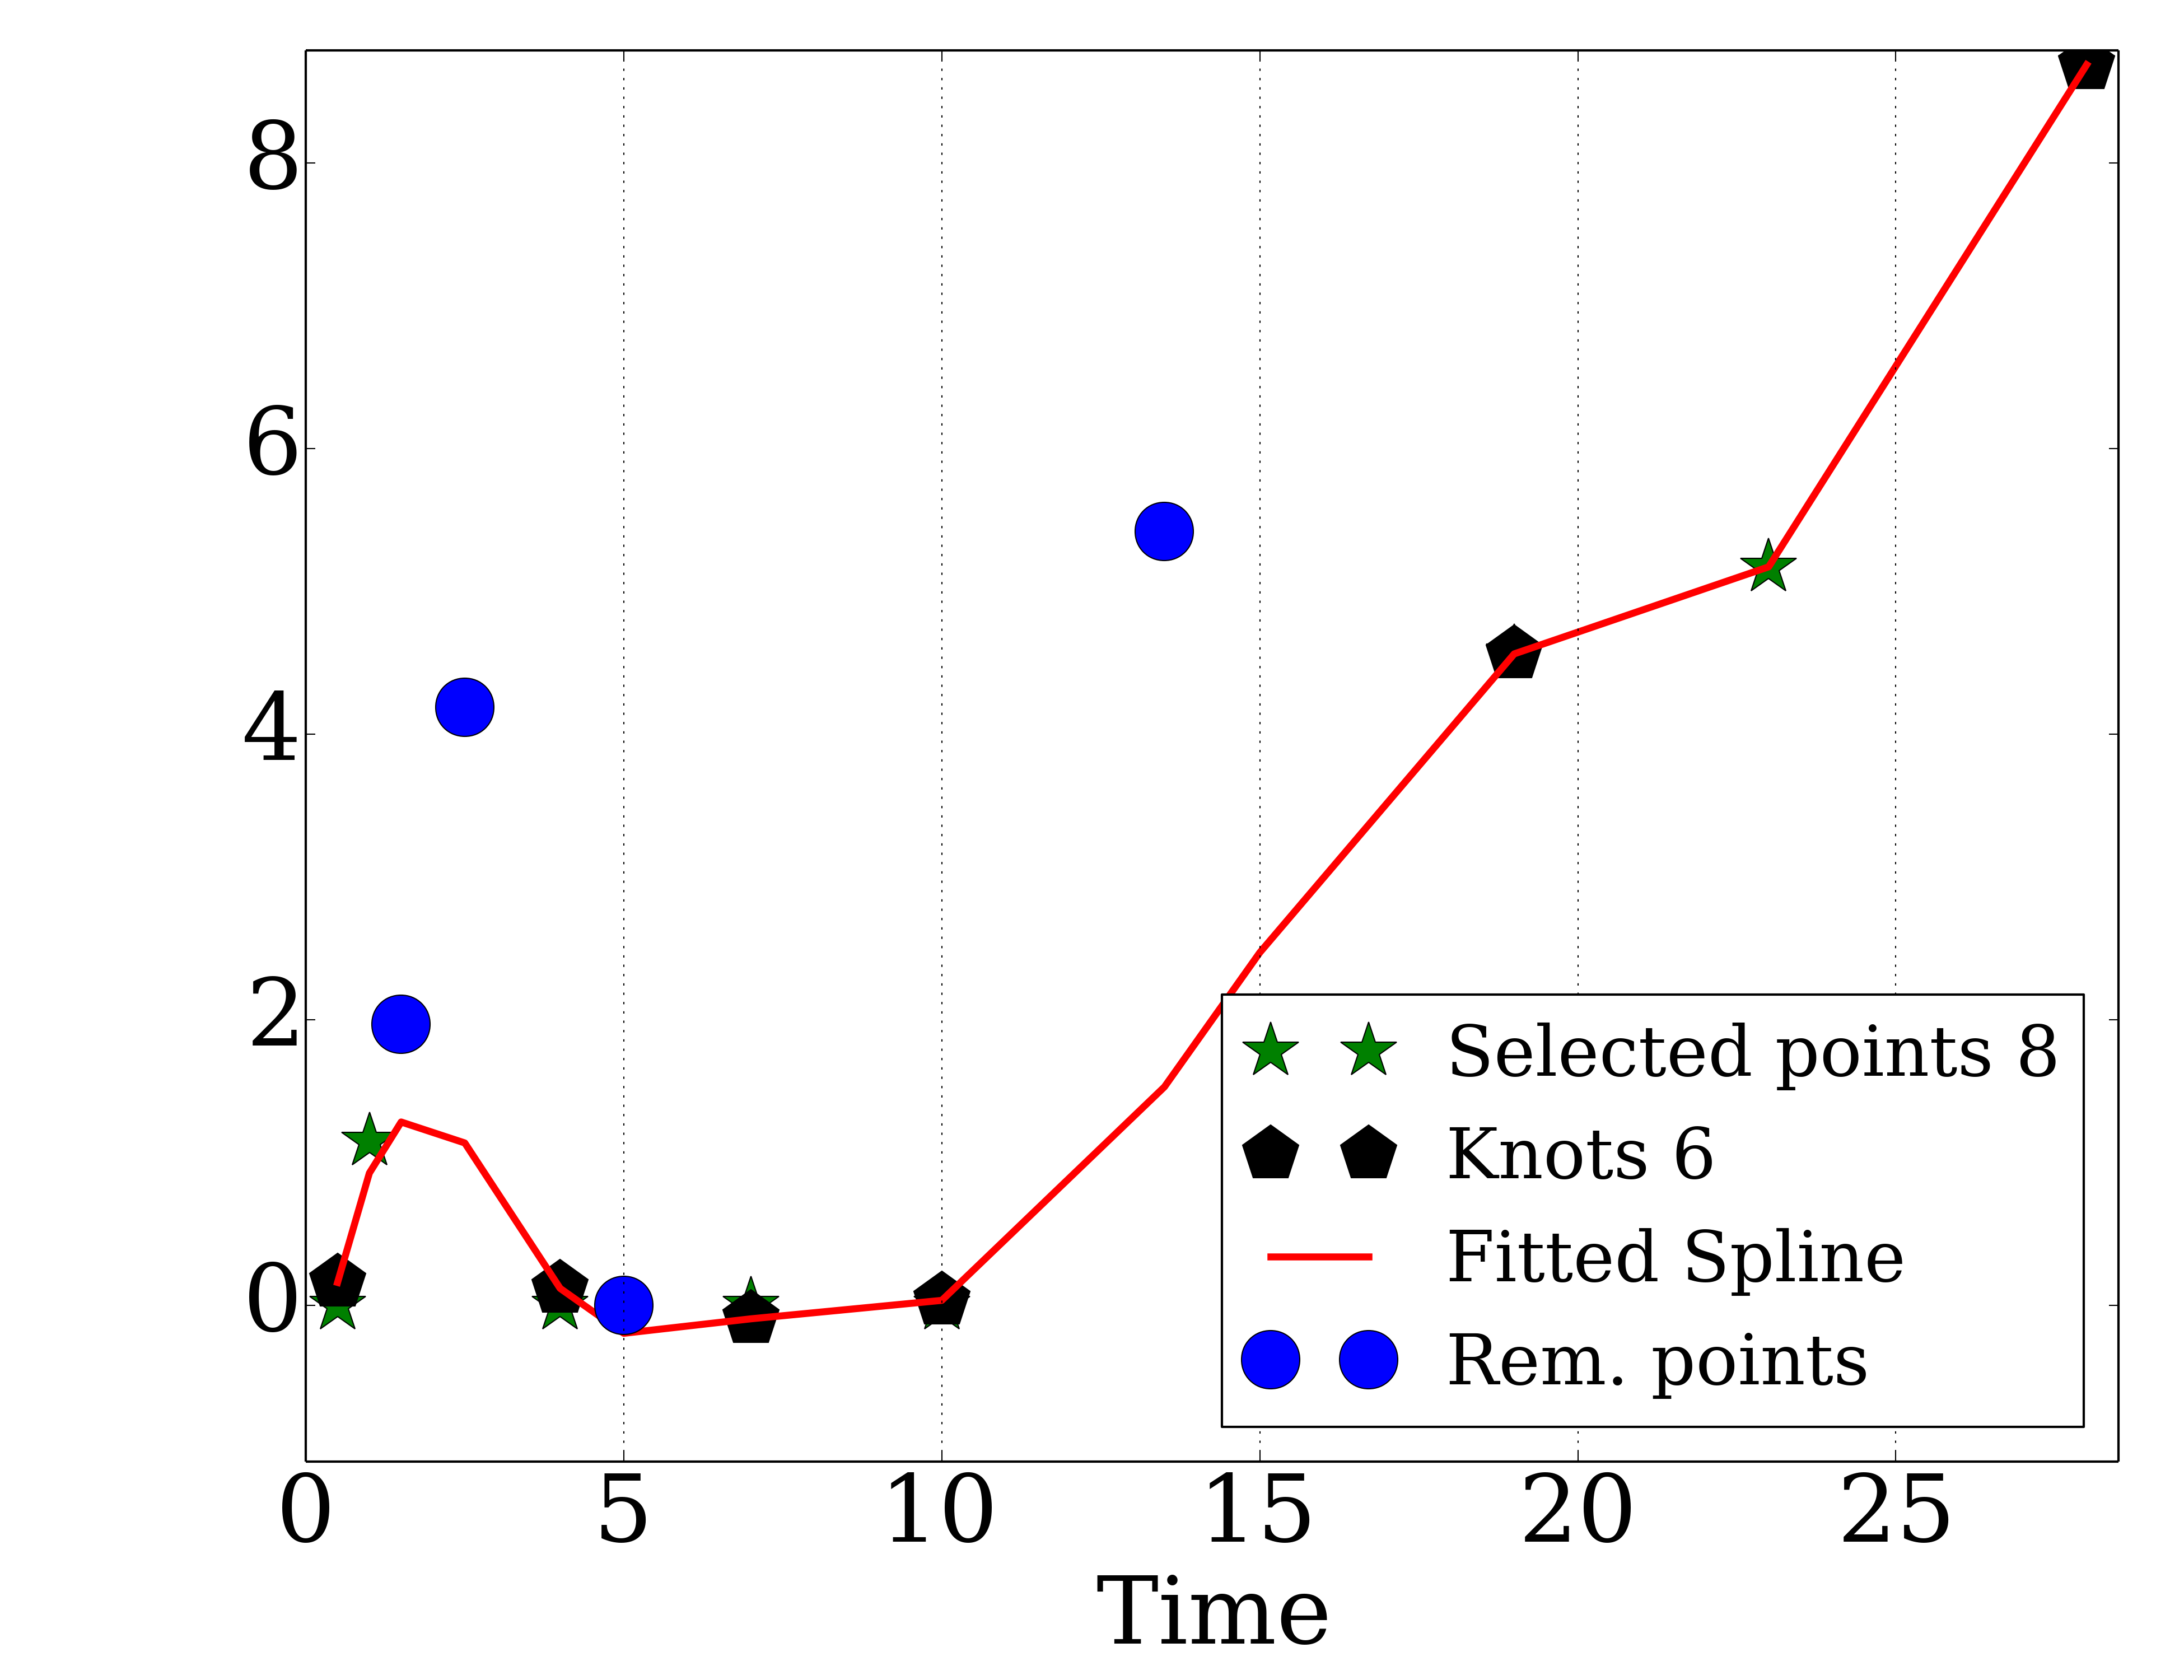 8
6
4
2
0
0 5 10 15 20 25
Time
Selected points 8
Knots 6
Fitted Spline
Rem. points